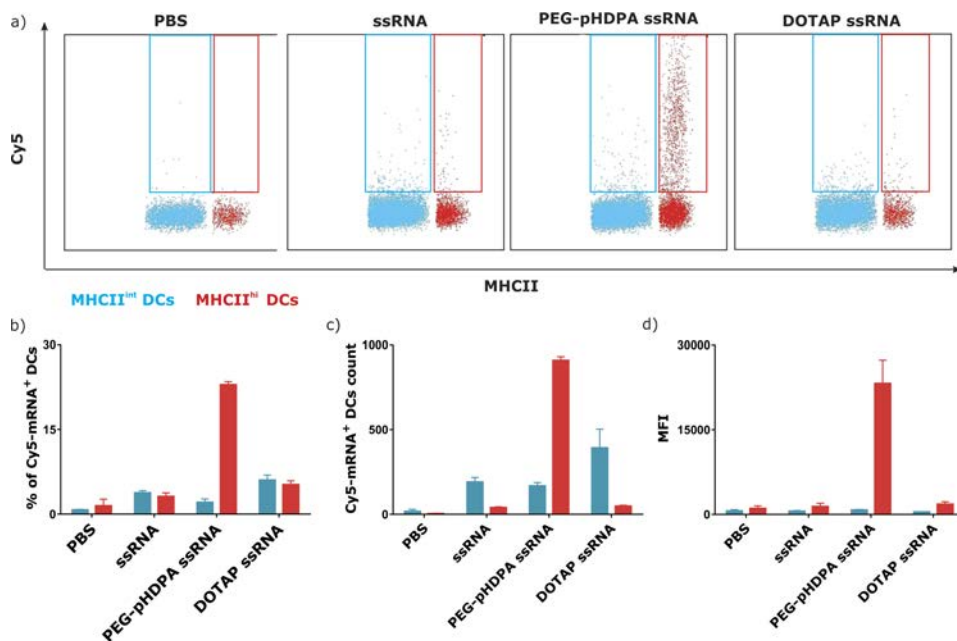 a)
PBS
ssRNA
PEG-pHDPA ssRNA
DOTAP ssRNA
Cy5
MHCII
MHCIIint DCs
MHCIIhi DCs
b)
% of Cy5-mRNA+ DCs
30
15
0
PBS
ssRNA
PEG-pHDPA ssRNA
DOTAP ssRNA
c)
Cy5-mRNA+ DCs count
1000
500
0
PBS
ssRNA
PEG-pHDPA ssRNA
DOTAP ssRNA
d)
MFI
30000
15000
0
PBS
ssRNA
PEG-pHDPA ssRNA
DOTAP ssRNA